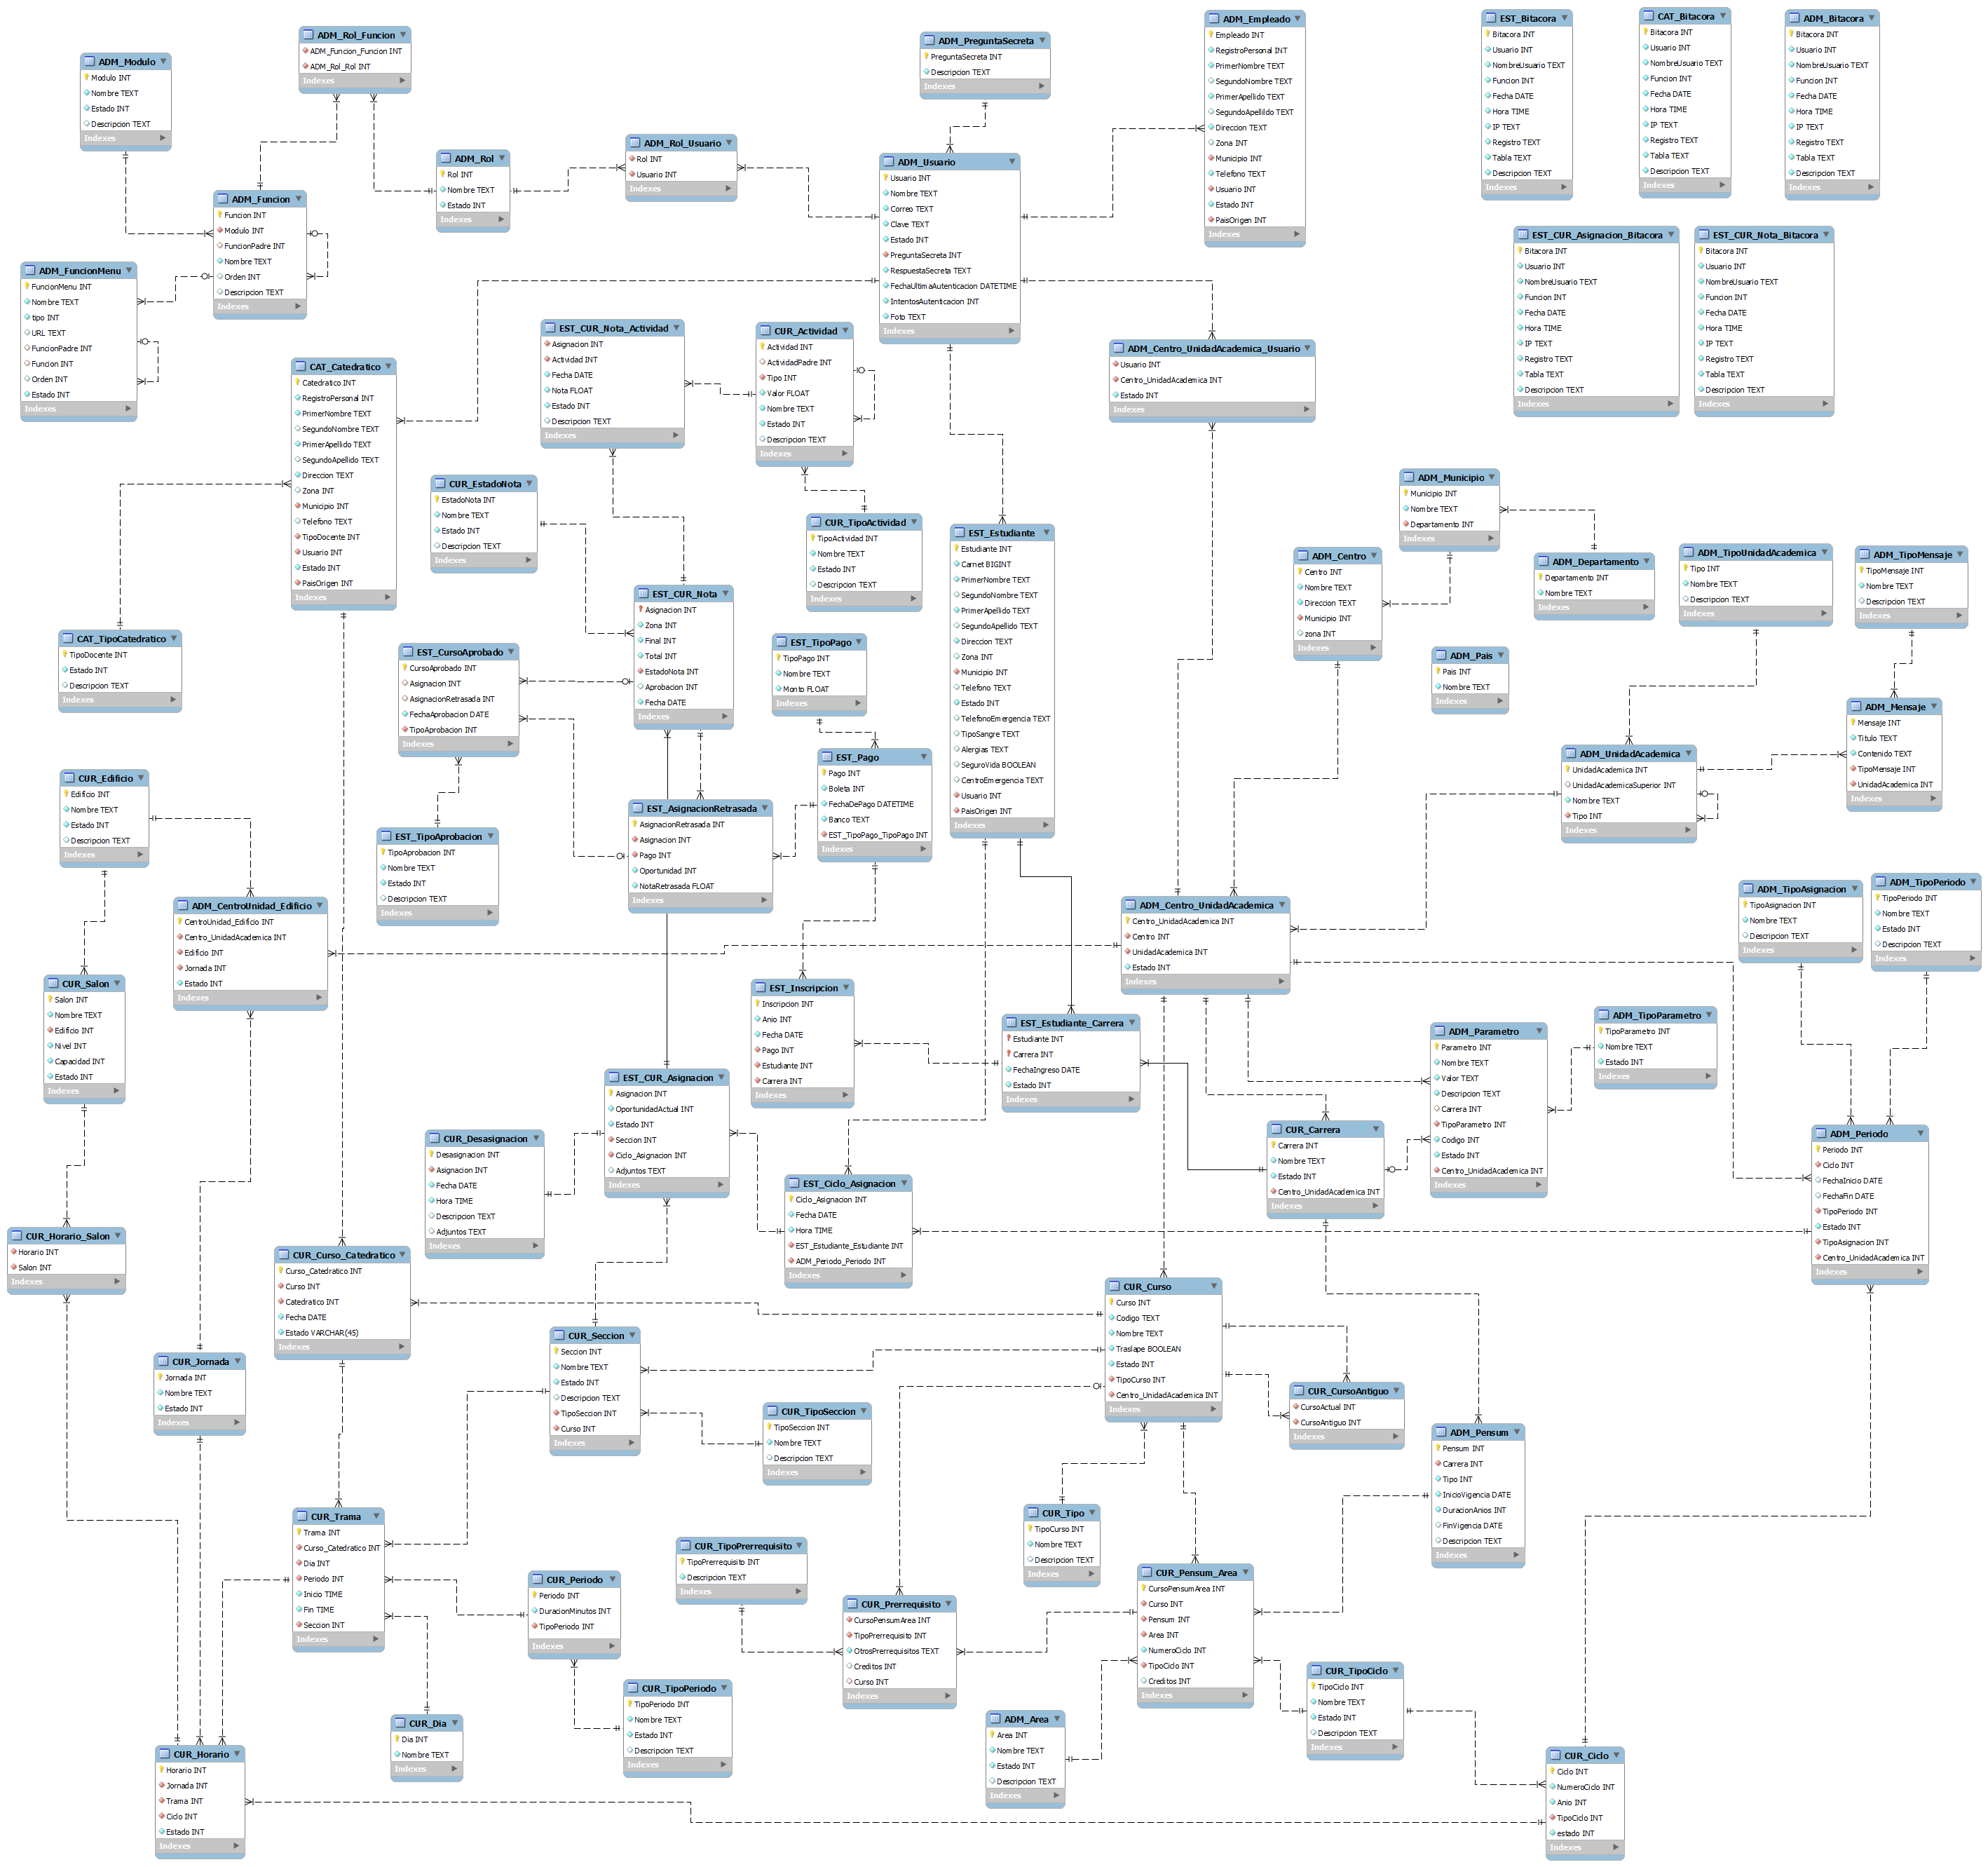 ADM_Modulo
Modulo INT
Nombre TEXT
Estado INT
Descripcion TEXT
Indexes
ADM_Rol_Funcion
ADM_Funcion_Funcion INT
ADM_Rol_Rol INT
Indexes
ADM_Rol
Rol INT
Nombre TEXT
Estado INT
Indexes
ADM_Rol_Usuario
Rol INT
Usuario INT
Indexes
ADM_PreguntaSecreta
PreguntaSecreta INT
Descripcion TEXT
Indexes
ADM_Usuario
Usuario INT
Nombre TEXT
Correo TEXT
Clave TEXT
Estado INT
PreguntaSecreta INT
RespuestaSecreta TEXT
FechaUltimaAutenticacion DATETIME
IntentosAutenticacion INT
Foto TEXT
Indexes
ADM_Empleado
Empleado INT
RegistroPersonal INT
PrimerNombre TEXT
SegundoNombre TEXT
PrimerApellido TEXT
SegundoApellildo TEXT
Direccion TEXT
Zona INT
Municipio INT
Telefono TEXT
Usuario INT
Estado INT
PaisOrigen INT
Indexes
EST_Bitacora
Bitacora INT
Usuario INT
NombreUsuario TEXT
Funcion INT
Fecha DATE
Hora TIME
IP TEXT
Registro TEXT
Tabla TEXT
Descripcion TEXT
Indexes
CAT_Bitacora
Bitacora INT
Usuario INT
NombreUsuario TEXT
Funcion INT
Fecha DATE
Hora TIME
IP TEXT
Registro TEXT
Tabla TEXT
Descripcion TEXT
Indexes
ADM_Bitacora
Bitacora INT
Usuario INT
NombreUsuario TEXT
Funcion INT
Fecha DATE
Hora TIME
IP TEXT
Registro TEXT
Tabla TEXT
Descripcion TEXT
Indexes
EST_CUR_Asignacion_Bitacora
Bitacora INT
Usuario INT
NombreUsuario TEXT
Funcion INT
Fecha DATE
Hora TIME
IP TEXT
Registro TEXT
Tabla TEXT
Descripcion TEXT
Indexes
EST_CUR_Nota_Bitacora
Bitacora INT
Usuario INT
NombreUsuario TEXT
Funcion INT
Fecha DATE
Hora TIME
IP TEXT
Registro TEXT
Tabla TEXT
Descripcion TEXT
Indexes
ADM_Funcion
Funcion INT
Modulo INT
FuncionPadre INT
Nombre TEXT
Orden INT
Descripcion TEXT
Indexes
ADM_FuncionMenu
FuncionMenu INT
Nombre TEXT
tipo INT
URL TEXT
FuncionPadre INT
Funcion INT
Orden INT
Estado INT
Indexes
CAT_Catedratico
Catedratico INT
RegistroPersonal INT
PrimerNombre TEXT
SegundoNombre TEXT
PrimerApellido TEXT
SegundoApellido TEXT
Direccion TEXT
Zona INT
Municipio INT
Telefono TEXT
TipoDocente INT
Usuario INT
Estado INT
PaisOrigen INT
Indexes
EST_CUR_Nota_Actividad
Asignacion INT
Actividad INT
Fecha DATE
Nota FLOAT
Estado INT
Descripcion TEXT
Indexes
CUR_Actividad
Actividad INT
ActividadPadre INT
Tipo INT
Valor FLOAT
Nombre TEXT
Estado INT
Descripcion TEXT
Indexes
ADM_Centro_UnidadAcademica_Usuario
Usuario INT
Centro_UnidadAcademica INT
Estado INT
Indexes
CUR_EstadoNota
EstadoNota INT
Nombre TEXT
Estado INT
Descripcion TEXT
Indexes
CUR_TipoActividad
TipoActividad INT
Nombre TEXT
Estado INT
Descripcion TEXT
Indexes
EST_Estudiante
Estudiante INT
Carnet BIGINT
PrimerNombre TEXT
SegundoNombre TEXT
PrimerApellido TEXT
SegundoApellido TEXT
Direccion TEXT
Zona INT
Municipio INT
Telefono TEXT
Estado INT
TelefonoEmergencia TEXT
TipoSangre TEXT
Alergias TEXT
SeguroVida BOOLEAN
CentroEmergencia TEXT
Usuario INT
PaisOrigen INT
Indexes
ADM_Municipio
Municipio INT
Nombre TEXT
Departamento INT
Indexes
ADM_Centro
Centro INT
Nombre TEXT
Direccion TEXT
Municipio INT
zona INT
Indexes
ADM_Departamento
Departamento INT
Nombre TEXT
Indexes
ADM_TipoUnidadAcademica
Tipo INT
Nombre TEXT
Descripcion TEXT
Indexes
ADM_TipoMensaje
TipoMensaje INT
Nombre TEXT
Descripcion TEXT
Indexes
ADM_Pais
Pais INT
Nombre TEXT
Indexes
ADM_Mensaje
Mensaje INT
Titulo TEXT
Contenido TEXT
TipoMensaje INT
UnidadAcademica INT
Indexes
ADM_UnidadAcademica
UnidadAcademica INT
UnidadAcademicaSuperior INT
Nombre TEXT
Tipo INT
Indexes
CAT_TipoCatedratico
TipoDocente INT
Estado INT
Descripcion TEXT
Indexes
EST_CUR_Nota
Asignacion INT
Zona INT
Final INT
Total INT
EstadoNota INT
Aprobacion INT
Fecha DATE
Indexes
EST_CursoAprobado
CursoAprobado INT
Asignacion INT
AsignacionRetrasada INT
FechaAprobacion DATE
TipoAprobacion INT
Indexes
EST_TipoPago
TipoPago INT
Nombre TEXT
Monto FLOAT
Indexes
EST_Pago
Pago INT
Boleta INT
FechaDePago DATETIME
Banco TEXT
EST_TipoPago_TipoPago INT
Indexes
EST_AsignacionRetrasada
AsignacionRetrasada INT
Asignacion INT
Pago INT
Oportunidad INT
NotaRetrasada FLOAT
Indexes
EST_TipoAprobacion
TipoAprobacion INT
Nombre TEXT
Estado INT
Descripcion TEXT
Indexes
CUR_Edificio
Edificio INT
Nombre TEXT
Estado INT
Descripcion TEXT
Indexes
ADM_CentroUnidad_Edificio
CentroUnidad_Edificio INT
Centro_UnidadAcademica INT
Edificio INT
Jornada INT
Estado INT
Indexes
ADM_Centro_UnidadAcademica
Centro_UnidadAcademica INT
Centro INT
UnidadAcademica INT
Estado INT
Indexes
ADM_TipoAsignacion
TipoAsignacion INT
Nombre TEXT
Descripcion TEXT
Indexes
ADM_TipoPeriodo
TipoPeriodo INT
Nombre TEXT
Estado INT
Descripcion TEXT
Indexes
CUR_Salon
Salon INT
Nombre TEXT
Edificio INT
Nivel INT
Capacidad INT
Estado INT
Indexes
EST_Inscripcion
Inscripcion INT
Anio INT
Fecha DATE
Pago INT
Estudiante INT
Carrera INT
Indexes
EST_Estudiante_Carrera
Estudiante INT
Carrera INT
FechaIngreso DATE
Estado INT
Indexes
ADM_Parametro
Parametro INT
Nombre TEXT
Valor TEXT
Descripcion TEXT
Carrera INT
TipoParametro INT
Codigo INT
Estado INT
Centro_UnidadAcademica INT
Indexes
ADM_TipoParametro
TipoParametro INT
Nombre TEXT
Estado INT
Indexes
EST_CUR_Asignacion
Asignacion INT
OportunidadActual INT
Estado INT
Seccion INT
Ciclo_Asignacion INT
Adjuntos TEXT
Indexes
CUR_Desasignacion
Desasignacion INT
Asignacion INT
Fecha DATE
Hora TIME
Descripcion TEXT
Adjuntos TEXT
Indexes
EST_Ciclo_Asignacion
Ciclo_Asignacion INT
Fecha DATE
Hora TIME
EST_Estudiante_Estudiante INT
ADM_Periodo_Periodo INT
Indexes
CUR_Carrera
Carrera INT
Nombre TEXT
Estado INT
Centro_UnidadAcademica INT
Indexes
ADM_Periodo
Periodo INT
Ciclo INT
FechaInicio DATE
FechaFin DATE
TipoPeriodo INT
Estado INT
TipoAsignacion INT
Centro_UnidadAcademica INT
Indexes
CUR_Horario_Salon
Horario INT
Salon INT
Indexes
CUR_Curso_Catedratico
Curso_Catedratico INT
Curso INT
Catedratico INT
Fecha DATE
Estado VARCHAR(45)
Indexes
CUR_Curso
Curso INT
Codigo TEXT
Nombre TEXT
Traslape BOOLEAN
Estado INT
TipoCurso INT
Centro_UnidadAcademica INT
Indexes
CUR_Jornada
Jornada INT
Nombre TEXT
Estado INT
Indexes
CUR_Seccion
Seccion INT
Nombre TEXT
Estado INT
Descripcion TEXT
TipoSeccion INT
Curso INT
Indexes
CUR_TipoSeccion
TipoSeccion INT
Nombre TEXT
Descripcion TEXT
Indexes
CUR_CursoAntiguo
CursoActual INT
CursoAntiguo INT
Indexes
ADM_Pensum
Pensum INT
Carrera INT
Tipo INT
InicioVigencia DATE
DuracionAnios INT
FinVigencia DATE
Descripcion TEXT
Indexes
CUR_Trama
Trama INT
Curso_Catedratico INT
Dia INT
Periodo INT
Inicio TIME
Fin TIME
Seccion INT
Indexes
CUR_Tipo
TipoCurso INT
Nombre TEXT
Descripcion TEXT
Indexes
CUR_TipoPrerrequisito
TipoPrerrequisito INT
Descripcion TEXT
Indexes
CUR_Periodo
Periodo INT
DuracionMinutos INT
TipoPeriodo INT
Indexes
CUR_Prerrequisito
CursoPensumArea INT
TipoPrerrequisito INT
OtrosPrerrequisitos TEXT
Creditos INT
Curso INT
Indexes
CUR_Pensum_Area
CursoPensumArea INT
Curso INT
Pensum INT
Area INT
NumeroCiclo INT
TipoCiclo INT
Creditos INT
Indexes
CUR_TipoPeriodo
TipoPeriodo INT
Nombre TEXT
Estado INT
Descripcion TEXT
Indexes
CUR_TipoCiclo
TipoCiclo INT
Nombre TEXT
Estado INT
Descripcion TEXT
Indexes
CUR_Dia
Dia INT
Nombre TEXT
Indexes
ADM_Area
Area INT
Nombre TEXT
Estado INT
Descripcion TEXT
Indexes
CUR_Horario
Horario INT
Jornada INT
Trama INT
Ciclo INT
Estado INT
Indexes
CUR_Ciclo
Ciclo INT
NumeroCiclo INT
Anio INT
TipoCiclo INT
estado INT
Indexes